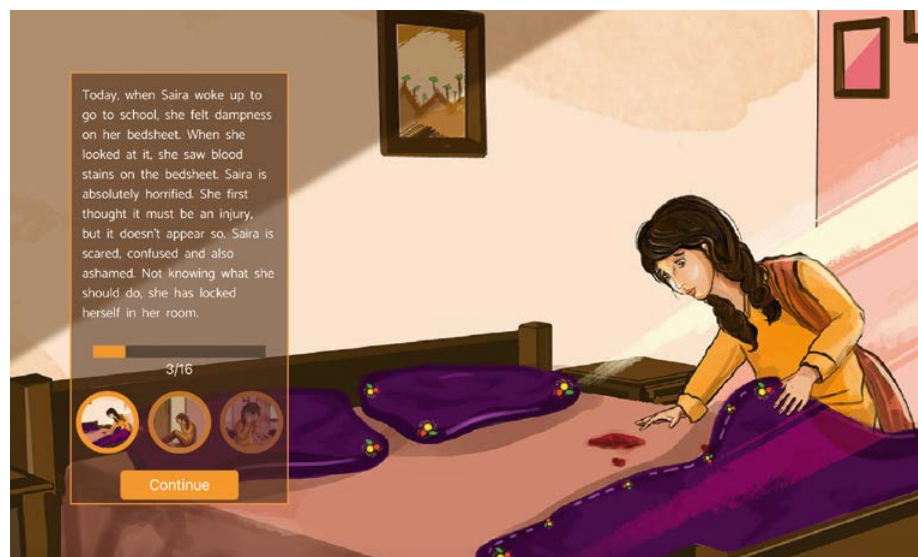 Today, when Saira woke up to
go to school, she felt dampness
on her bedsheet. When she
looked at it, she saw blood
stains on the bedsheet. Saira is
absolutely horrified. She first
thought it must be an injury,
but it doesn't appear so. Saira is
scared, confused and also
ashamed. Not knowing what she
should do, she has locked
herself in her room.
3/16
Continue